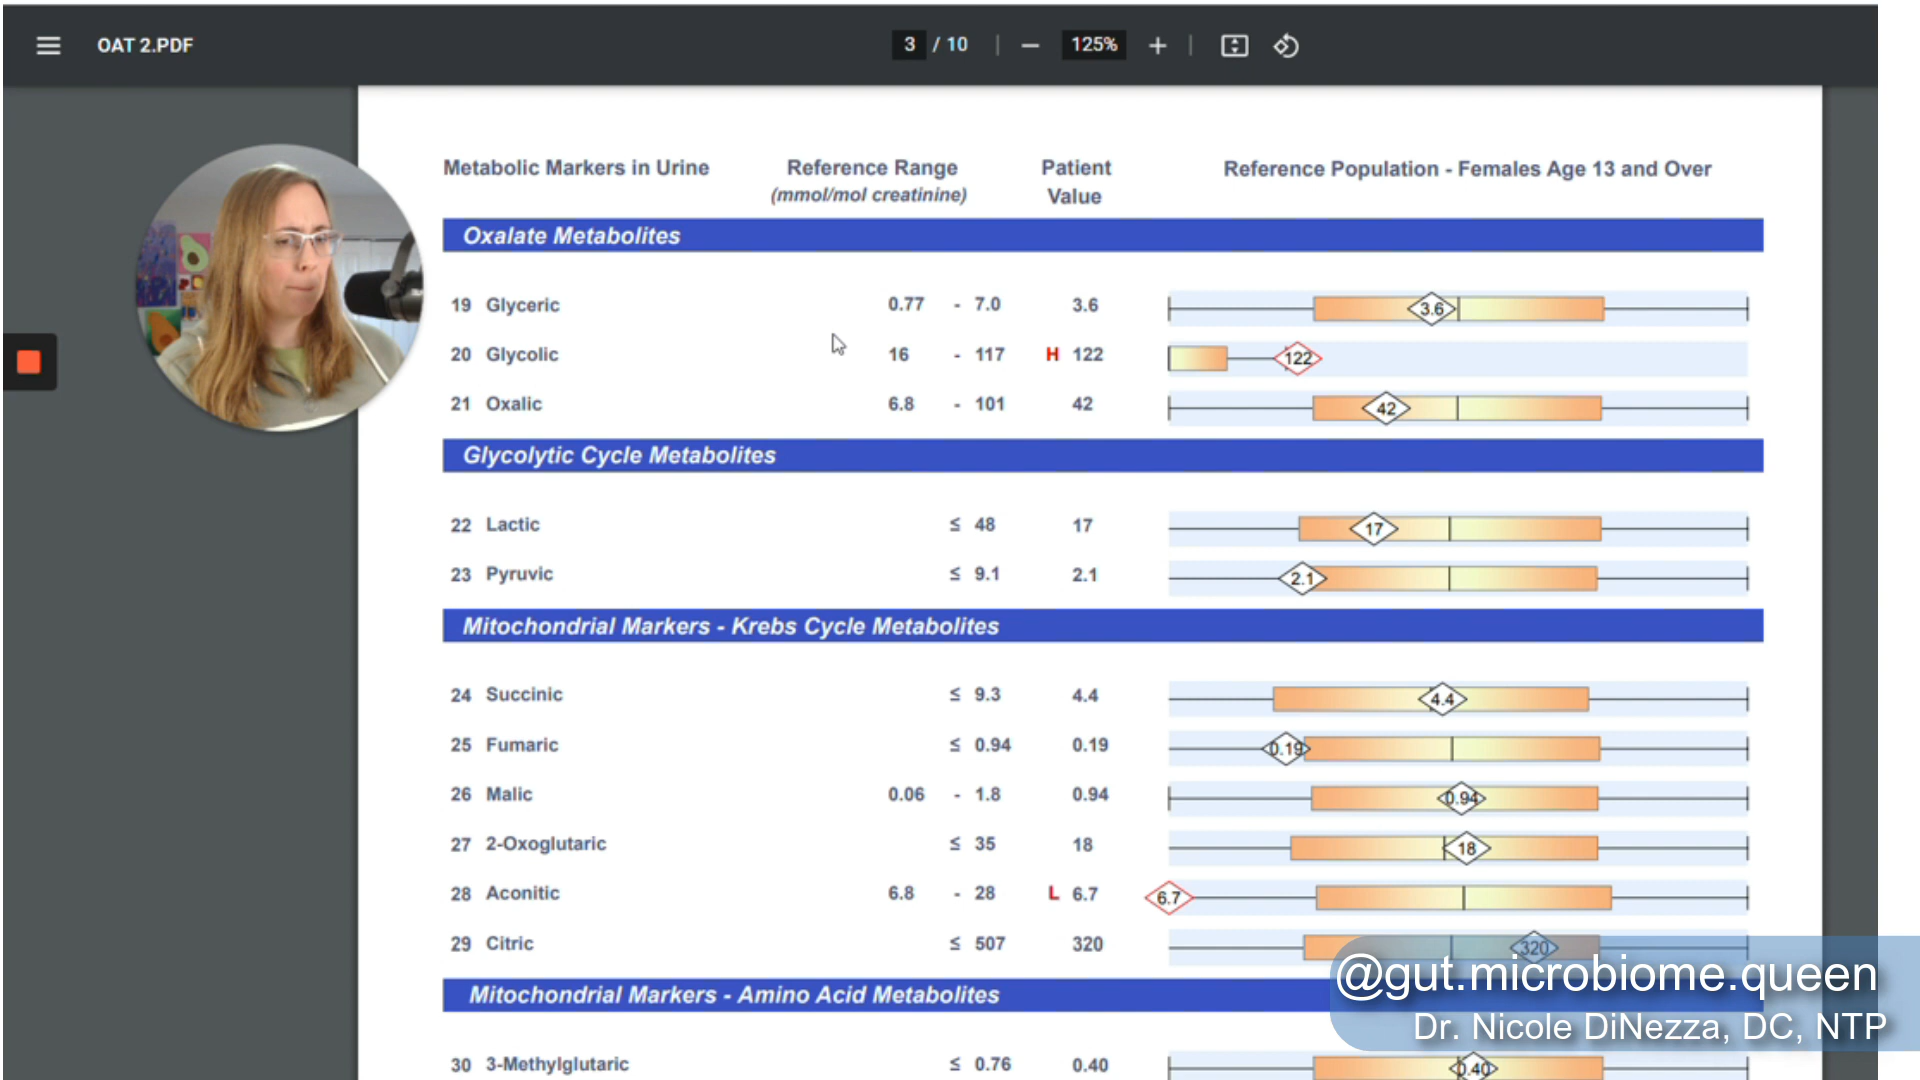 OAT 2.PDF
3 / 10
125%
Metabolic Markers in Urine Reference Range Patient Reference Population - Females Age 13 and Over
(mmol/mol creatinine) Value
Oxalate Metabolites
19 Glyceric 0.77 - 7.0 3.6 3.6
20 Glycolic 16 - 117 H 122 122
21 Oxalic 6.8 - 101 42 42
Glycolytic Cycle Metabolites
22 Lactic ≤ 48 17 17
23 Pyruvic ≤ 9.1 2.1 2.1
Mitochondrial Markers - Krebs Cycle Metabolites
24 Succinic ≤ 9.3 4.4 4.4
25 Fumaric ≤ 0.94 0.19 0.19
26 Malic 0.06 - 1.8 0.94 0.94
27 2-Oxoglutaric ≤ 35 18 18
28 Aconitic 6.8 - 28 L 6.7 6.7
29 Citric ≤ 507 320 320
@gut.microbiome.queen
Mitochondrial Markers - Amino Acid Metabolites
Dr. Nicole DiNezza, DC, NTP
30 3-Methylglutaric ≤ 0.76 0.40 0.40